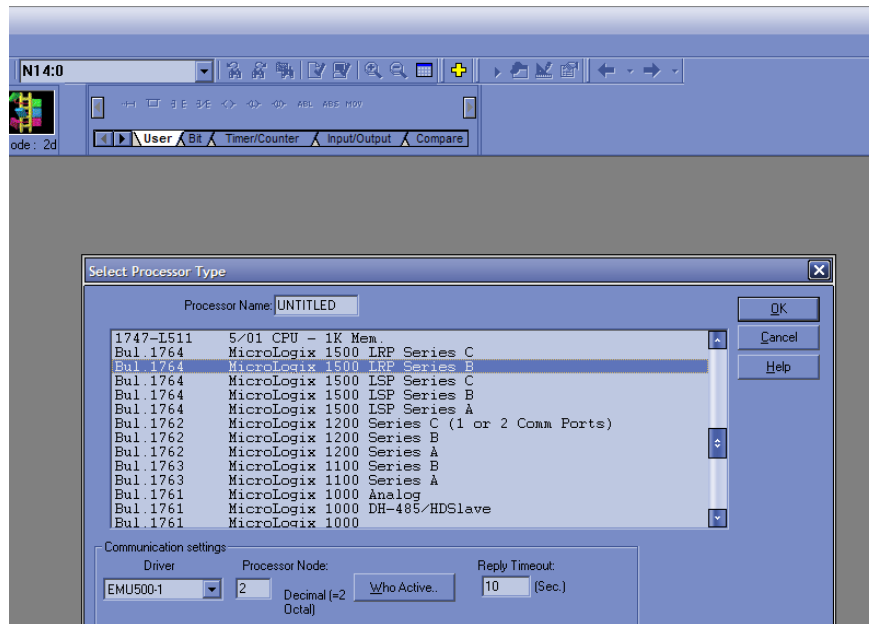 N14:0
ABL ABS MOV
ode: 2d
User Bit Timer/Counter Input/Output Compare
Select Processor Type
Processor Name: UNTITLED
OK
1747-L511 5/01 CPU - 1K Mem.
Cancel
Bul.1764 MicroLogix 1500 LRP Series C
Bul.1764 MicroLogix 1500 LRP Series B
Help
Bul.1764 MicroLogix 1500 LSP Series C
Bul.1764 MicroLogix 1500 LSP Series B
Bul.1764 MicroLogix 1500 LSP Series A
Bul.1762 MicroLogix 1200 Series C (1 or 2 Comm Ports)
Bul.1762 MicroLogix 1200 Series B
Bul.1762 MicroLogix 1200 Series A
Bul.1763 MicroLogix 1100 Series B
Bul.1763 MicroLogix 1100 Series A
Bul.1761 MicroLogix 1000 Analog
Bul.1761 MicroLogix 1000 DH-485/HDSlave
Bul.1761 MicroLogix 1000
Communication settings
Driver Processor Node: Reply Timeout:
EMU500-1 2 Decimal (=2 Who Active.. 10 (Sec.)
Octal)